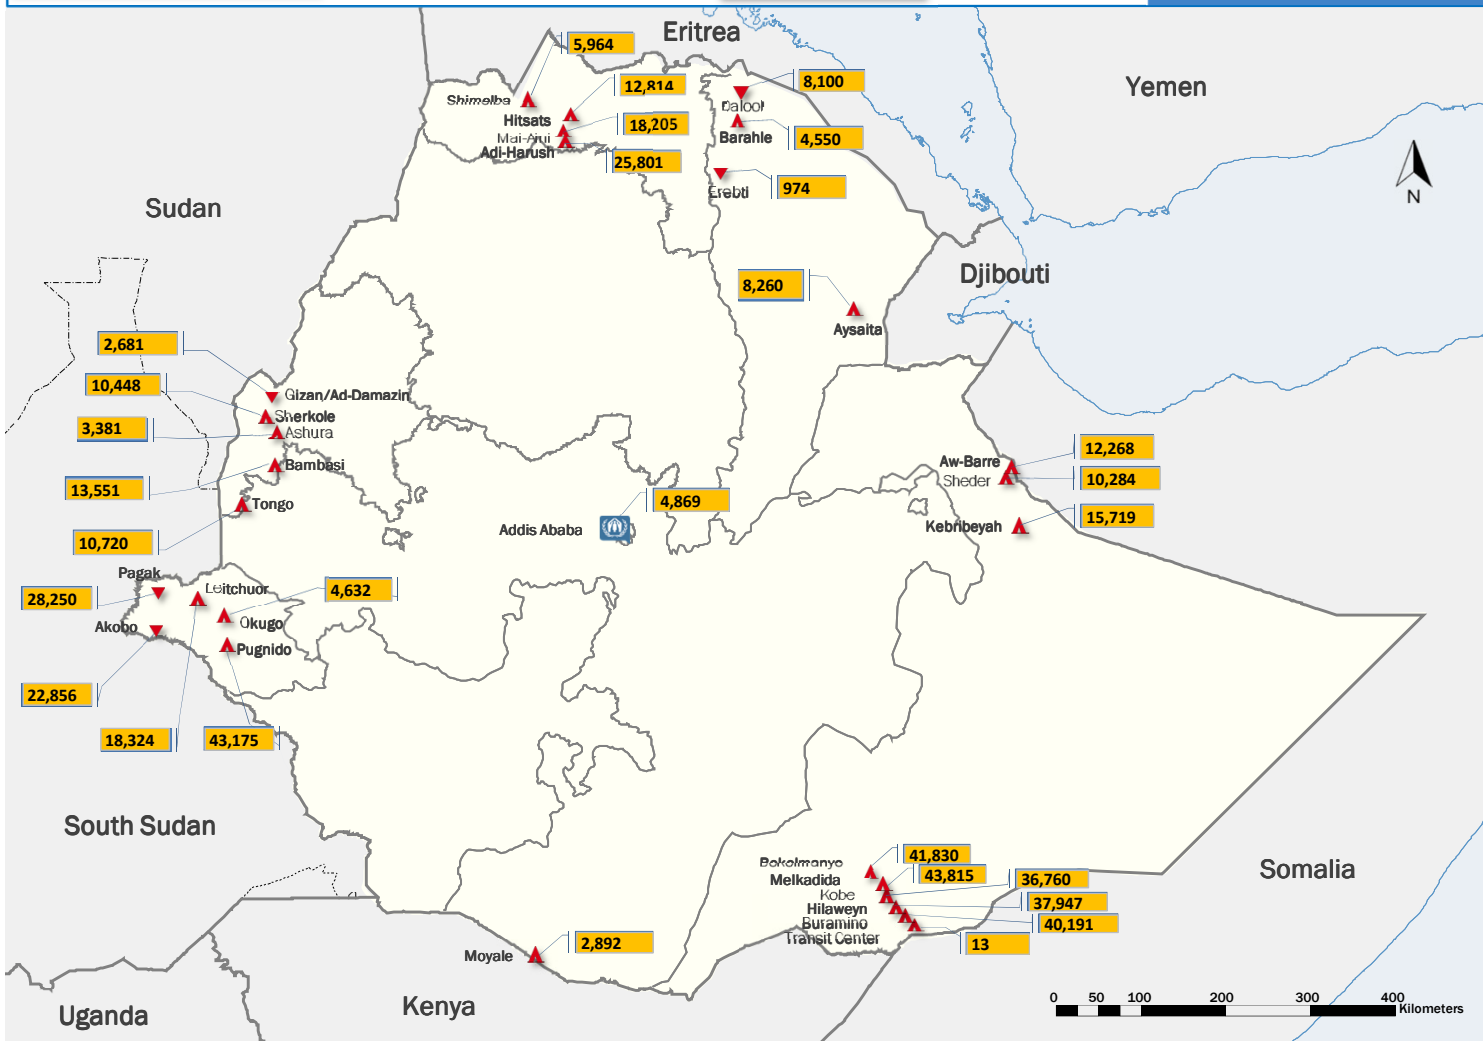 Eritrea
5,964
Yemen
12,814
8,100
Shimelba
Dalool
Hitsats
18,205
Mai-Aini
Barahle
4,550
Adi-Harush
25,801
974
Erebti
N
Sudan
Djibouti
8,260
Aysaita
2,681
10,448
Gizan/Ad-Damazin
Sherkole
3,381
Ashura
12,268
Aw-Barre
Bambasi
Sheder
10,284
13,551
4,869
Tongo
15,719
Addis Ababa
Kebribeyah
10,720
Pagak
Leitchuor
4,632
28,250
Okugo
Akobo
Pugnido
22,856
18,324
43,175
South Sudan
41,830
Bokolmanyo
43,815
Somalia
Melkadida
36,760
Kobe
37,947
Hilaweyn
Buramino
40,191
Transit Center
2,892
13
Moyale
0 50 100 200 300 400
Kilometers
Kenya
Uganda